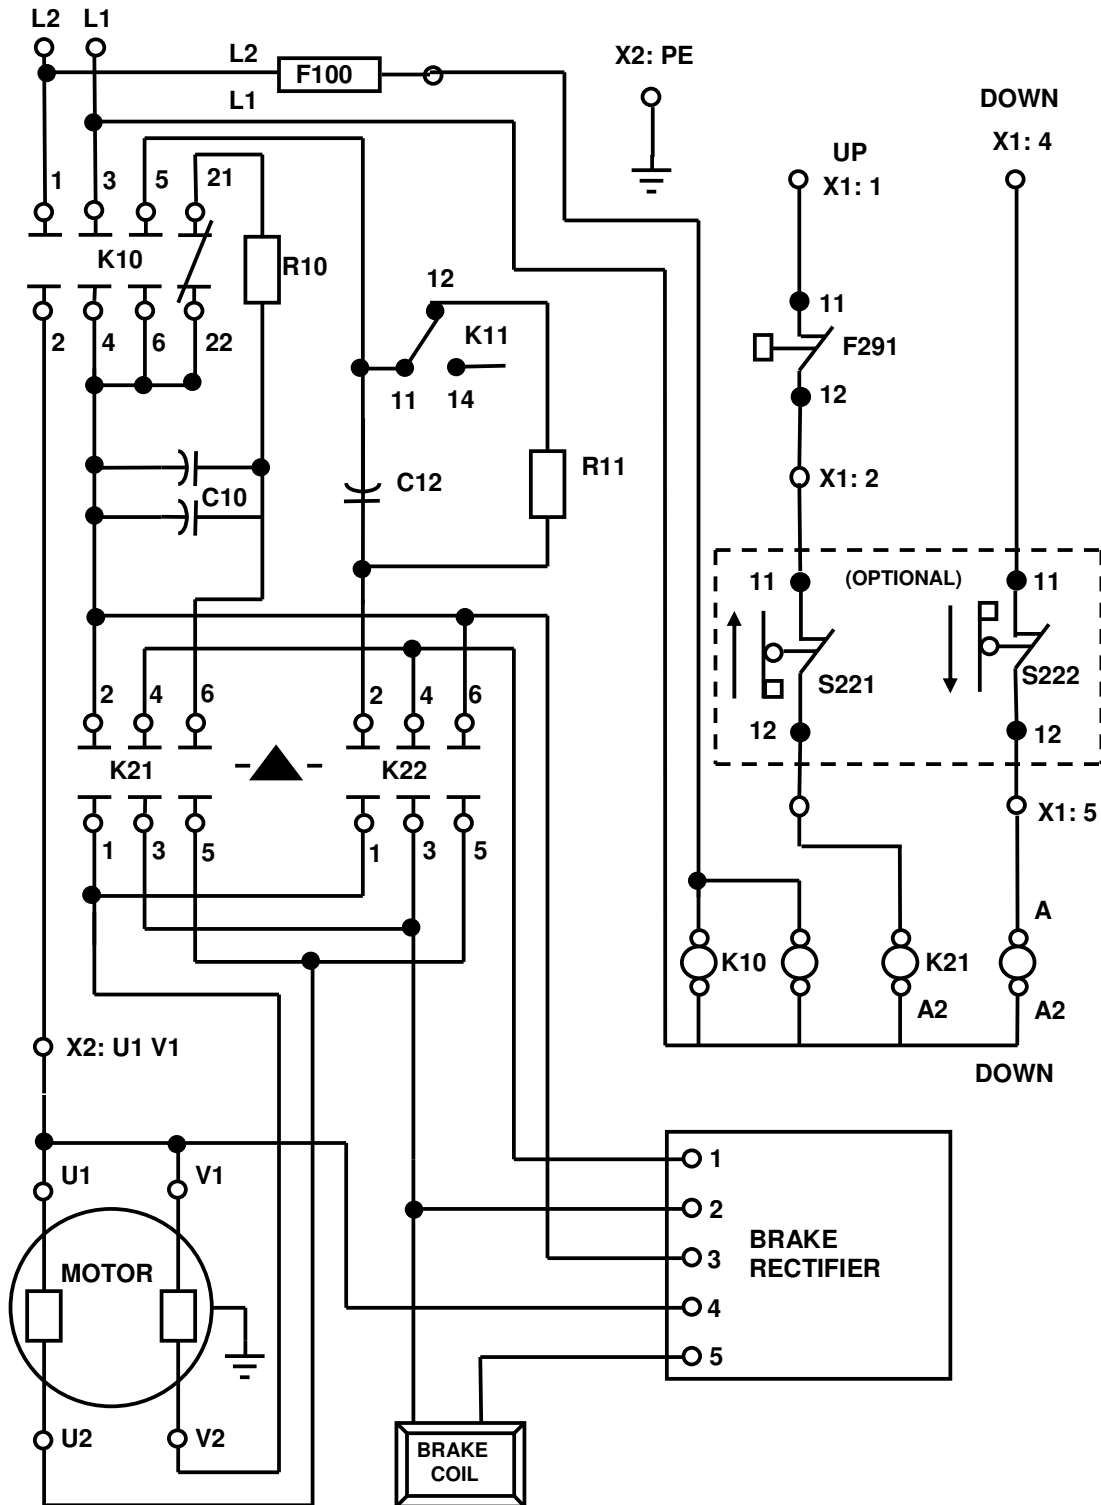 L2 L1
L2
F100
L1
X2: PE
DOWN
X1: 4
UP
X1: 1
1 3 5 21
K10
R10
2 4 6 22
12
K11
11 14
11
F291
12
C10
C12
R11
X1: 2
11 (OPTIONAL) 11
S221
S222
12 12
2 4 6 2 4 6
K21 K22
1 3 5 1 3 5
X1: 5
A
K10 K21
A2 A2
DOWN
X2: U1 V1
U1 V1
MOTOR
U2 V2
1
2
3
4
5
BRAKE
RECTIFIER
BRAKE
COIL